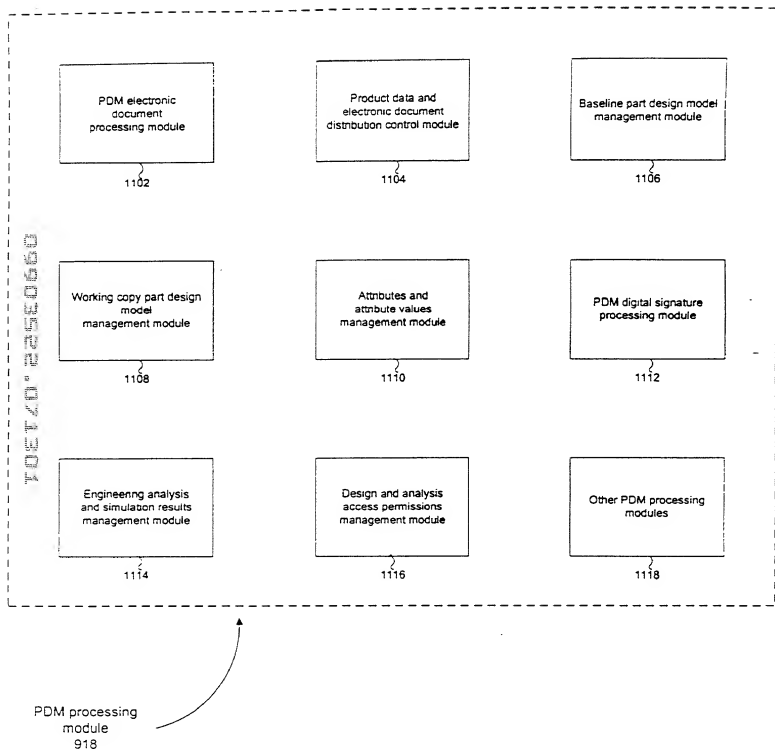 PDM electronic
document
processing module
1102
Product data and
electronic document
distribution control module
1104
Baseline part design model
management module
1106
Working copy part design
model
management module
1108
Attributes and
attribute values
management module
1110
PDM digital signature
processing module
1112
Engineering analysis
and simulation results
management module
1114
Design and analysis
access permissions
management module
1116
Other PDM processing
modules
1118
09903522.071301
PDM processing
module
918